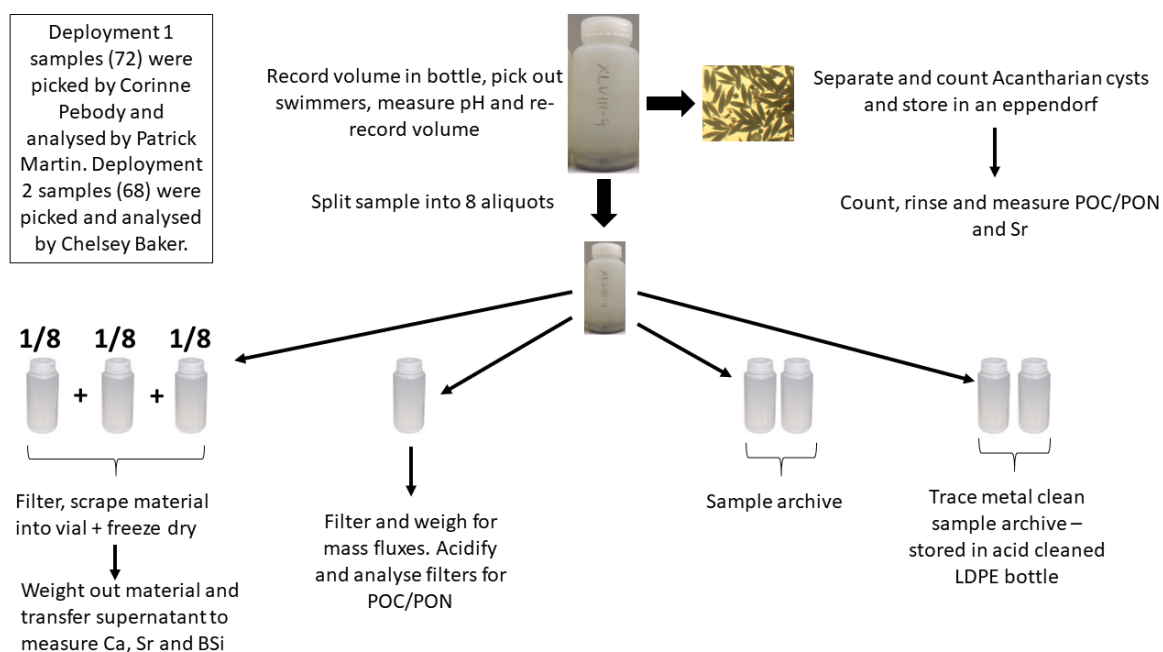 Deployment 1
samples (72) were
picked by Corinne
Pebody and
analysed by Patrick
Martin. Deployment
2 samples (68) were
picked and analysed
by Chelsey Baker.
Record volume in bottle, pick out
swimmers, measure pH and re-
record volume
XLVIII-4
Separate and count Acantharian cysts
and store in an eppendorf
Count, rinse and measure POC/PON
and Sr
Split sample into 8 aliquots
XLVIII-4
1/8 1/8 1/8
+ +
Filter, scrape material
into vial + freeze dry
Weight out material and
transfer supernatant to
measure Ca, Sr and BSi
Filter and weigh for
mass fluxes. Acidify
and analyse filters for
POC/PON
Sample archive
Trace metal clean
sample archive –
stored in acid cleaned
LDPE bottle